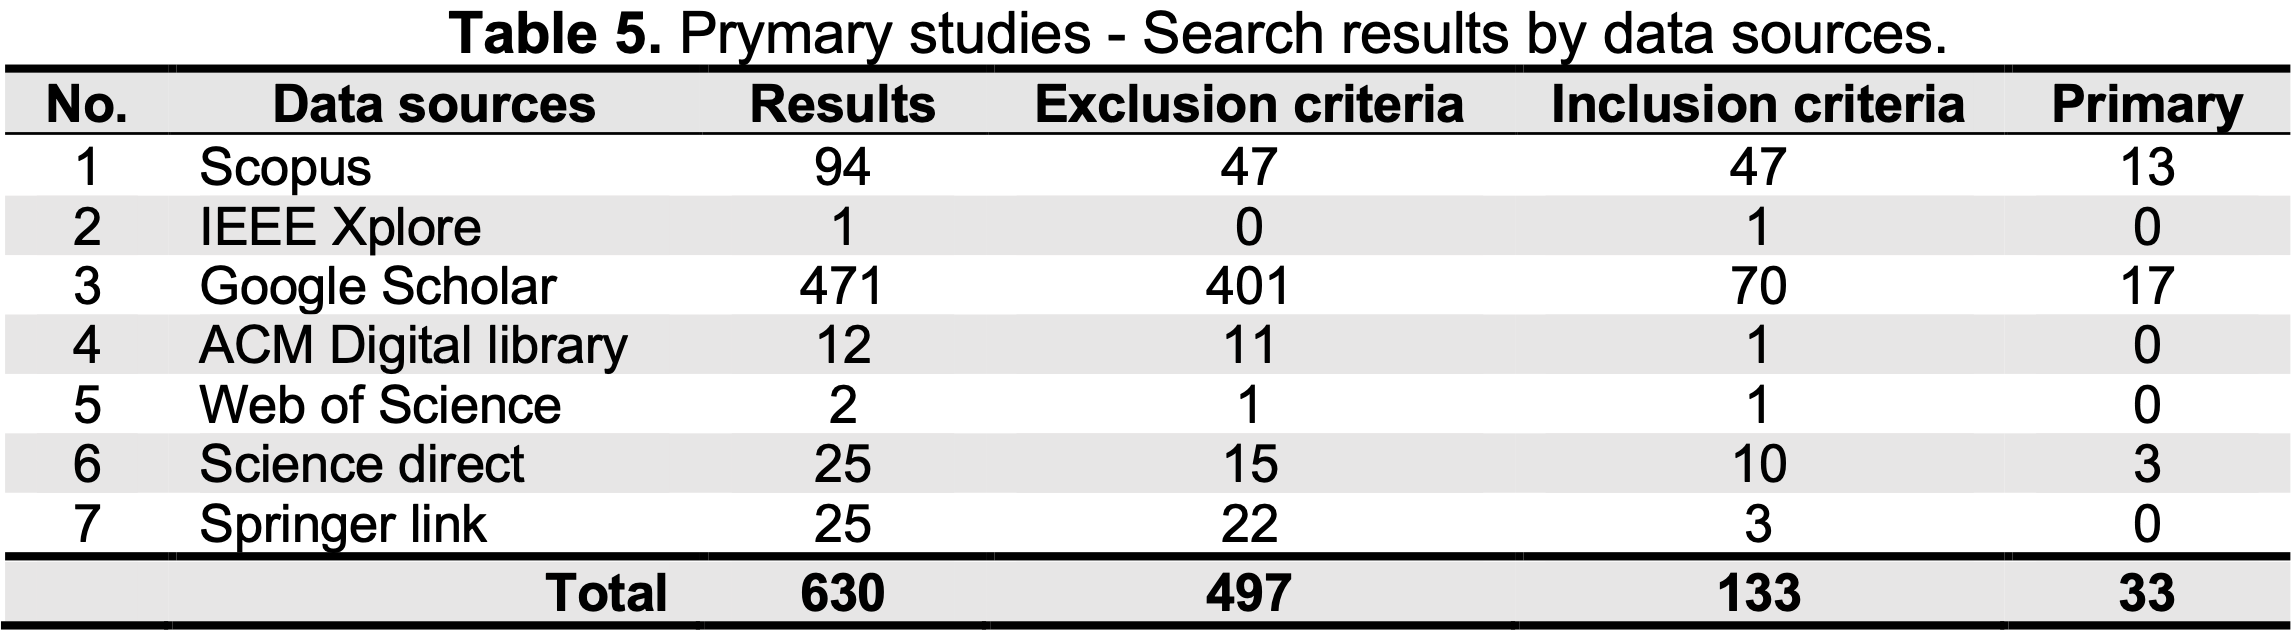 Table 5. Prymary studies - Search results by data sources.
No. Data sources Results Exclusion criteria Inclusion criteria Primary
1 Scopus 94 47 47 13
2 IEEE Xplore 1 0 1 0
3 Google Scholar 471 401 70 17
4 ACM Digital library 12 11 1 0
5 Web of Science 2 1 1 0
6 Science direct 25 15 10 3
7 Springer link 25 22 3 0
Total 630 497 133 33